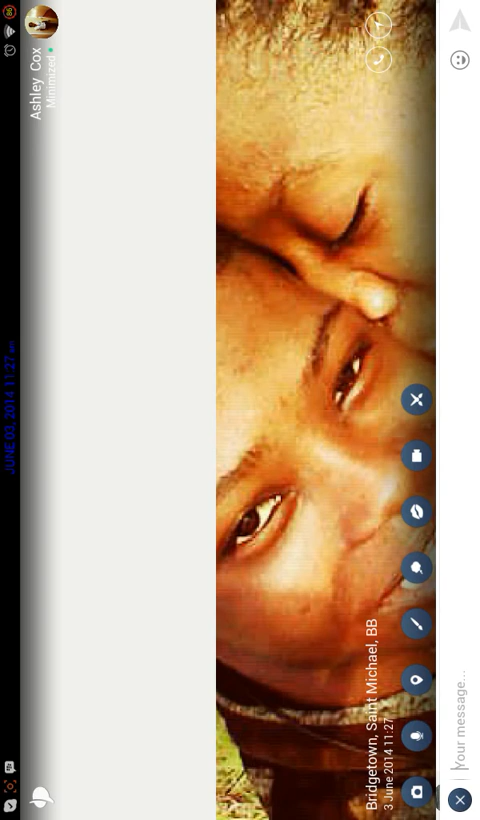 JUNE 03, 2014 11:27 am
86
Ashley Cox
Minimized
Bridgetown, Saint Michael, BB
3 June 2014 11:27
Your message...